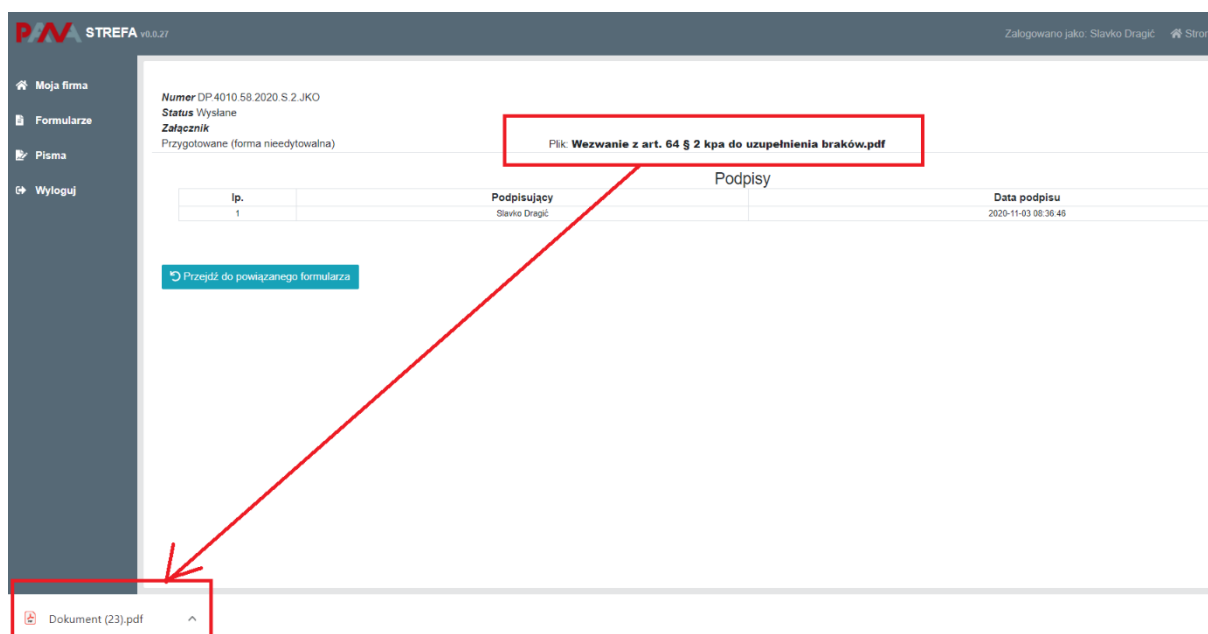 PANA STREFA v0.0.27
Zalogowano jako: Slavko Dragić Stron
Moja firma
Formularze
Pisma
Wyloguj
Numer DP.4010.58.2020.S.2.JKO
Status Wysłane
Załącznik
Przygotowane (forma nieedytowalna)
Plik: Wezwanie z art. 64 § 2 kpa do uzupełnienia braków.pdf
Podpisy
lp. Podpisujący Data podpisu
1 Slavko Dragić 2020-11-03 08:36:46
Przejdź do powiązanego formularza
Dokument (23).pdf